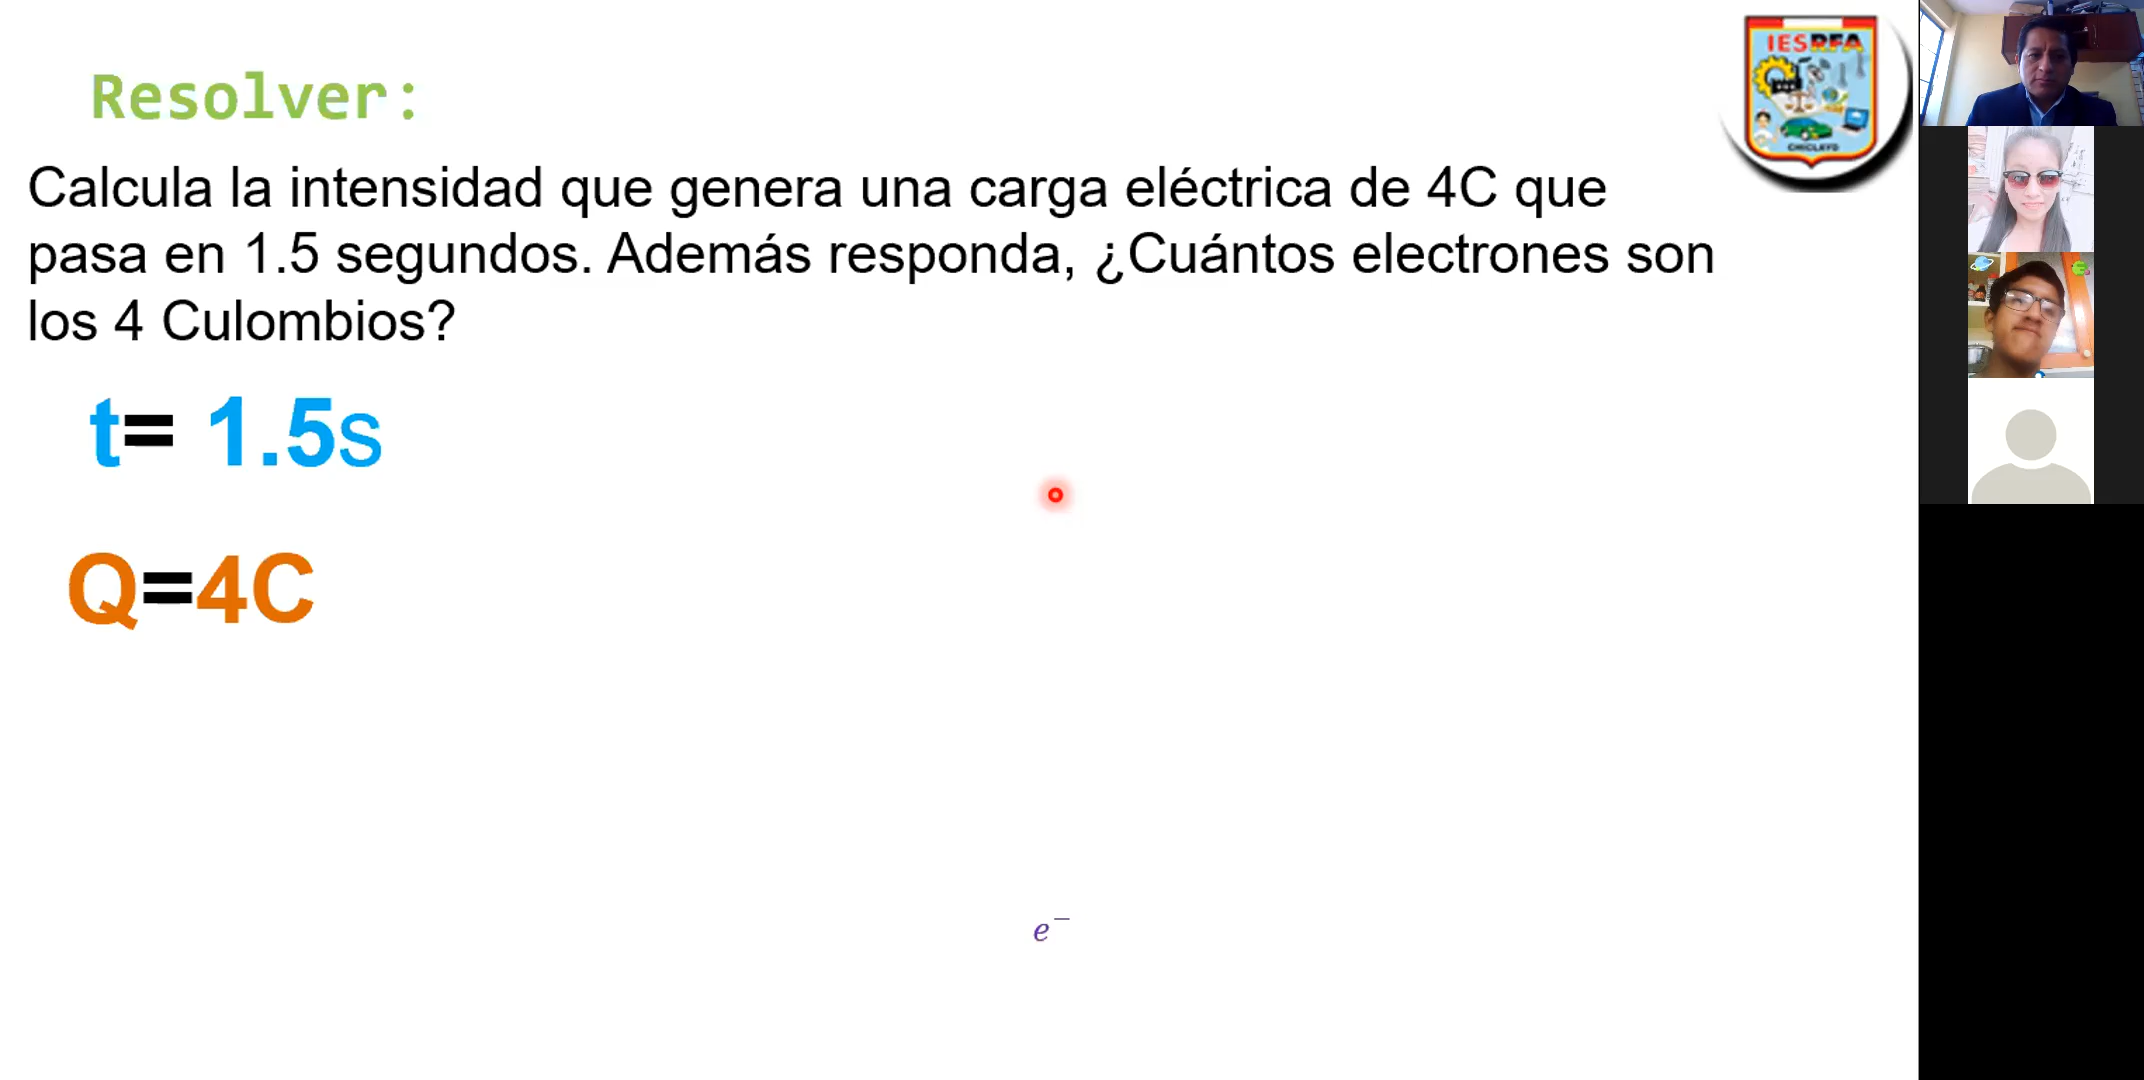 IESRFA
CHICLAYO
Resolver:
Calcula la intensidad que genera una carga eléctrica de 4C que
pasa en 1.5 segundos. Además responda, ¿Cuántos electrones son
los 4 Culombios?
t= 1.5s
Q=4C
e⁻